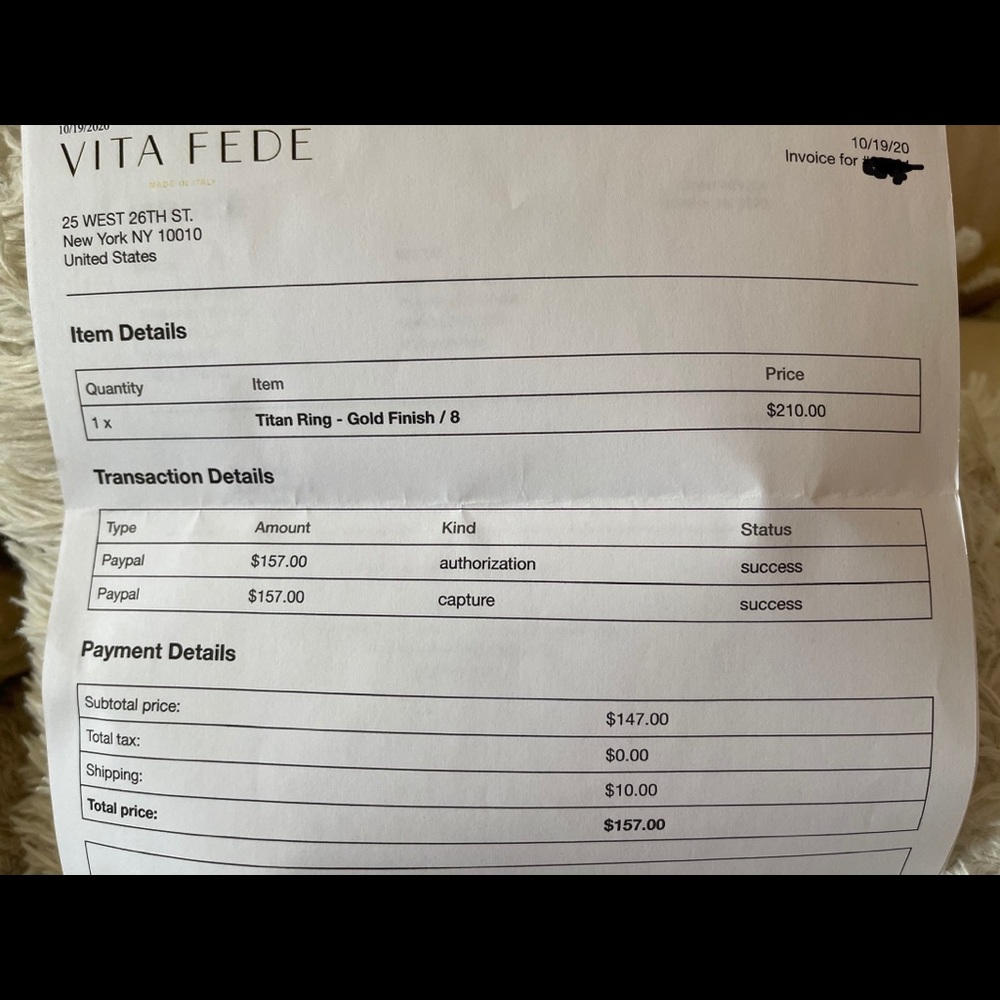 10/19/2020
VITA FEDE
MADE IN ITALY
10/19/20
Invoice for
25 WEST 26TH ST.
New York NY 10010
United States
Item Details
Quantity Item Price
1 x Titan Ring - Gold Finish / 8 $210.00
Transaction Details
Type Amount Kind Status
Paypal $157.00 authorization success
Paypal $157.00 capture success
Payment Details
Subtotal price: $147.00
Total tax: $0.00
Shipping: $10.00
Total price: $157.00